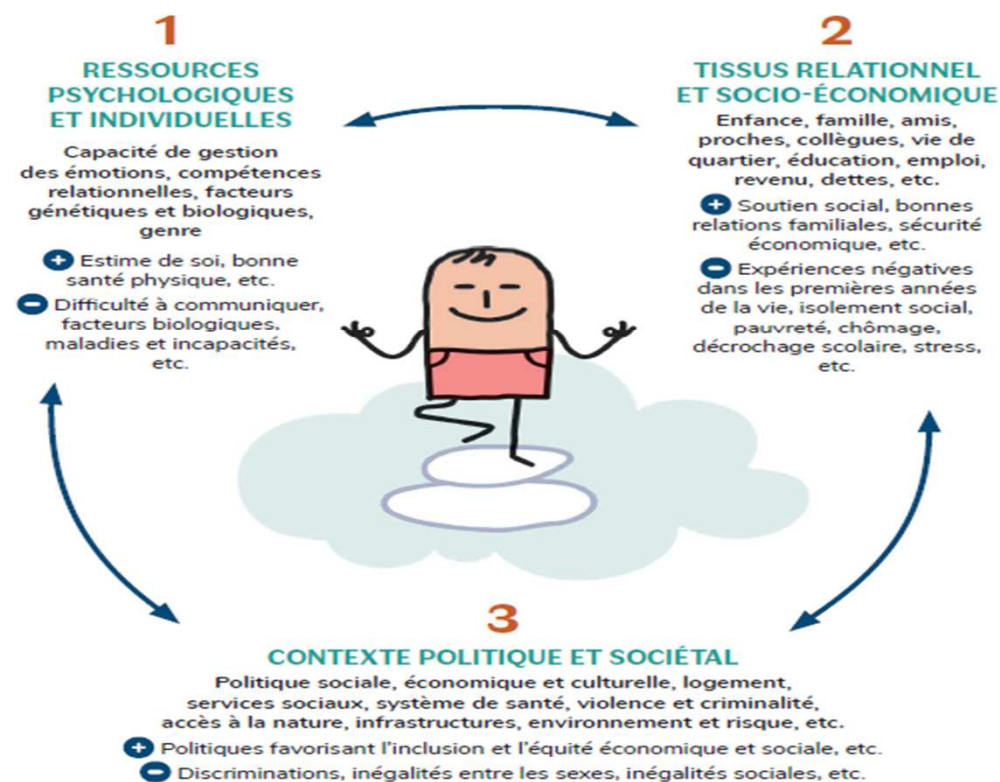 1
RESSOURCES
PSYCHOLOGIQUES
ET INDIVIDUELLES
Capacité de gestion
des émotions, compétences
relationnelles, facteurs
génétiques et biologiques,
genre
+ Estime de soi, bonne
santé physique, etc.
- Difficulté à communiquer,
facteurs biologiques,
maladies et incapacités,
etc.
2
TISSUS RELATIONNEL
ET SOCIO-ÉCONOMIQUE
Enfance, famille, amis,
proches, collègues, vie de
quartier, éducation, emploi,
revenu, dettes, etc.
+ Soutien social, bonnes
relations familiales, sécurité
économique, etc.
- Expériences négatives
dans les premières années
de la vie, isolement social,
pauvreté, chômage,
décrochage scolaire, stress,
etc.
3
CONTEXTE POLITIQUE ET SOCIÉTAL
Politique sociale, économique et culturelle, logement,
services sociaux, système de santé, violence et criminalité,
accès à la nature, infrastructures, environnement et risque, etc.
+ Politiques favorisant l'inclusion et l'équité économique et sociale, etc.
- Discriminations, inégalités entre les sexes, inégalités sociales, etc.